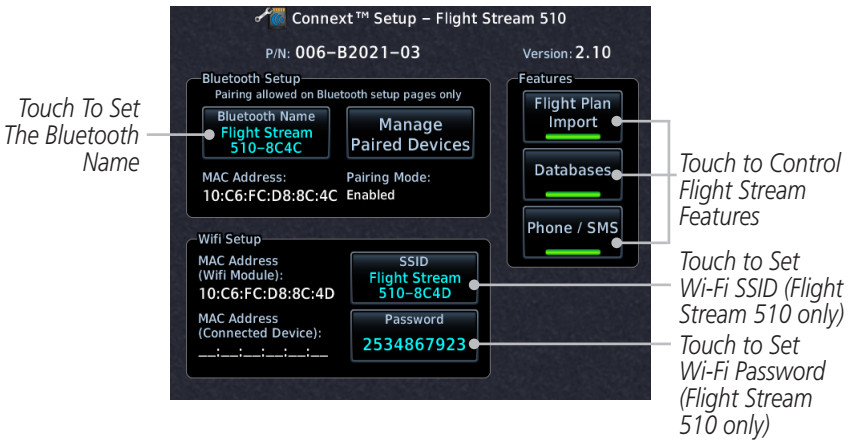 Connext™ Setup – Flight Stream 510
P/N: 006–B2021–03
Version: 2.10
Bluetooth Setup
Pairing allowed on Bluetooth setup pages only
Bluetooth Name
Flight Stream
510–8C4C
Manage
Paired Devices
MAC Address:
10:C6:FC:D8:8C:4C
Pairing Mode:
Enabled
Features
Flight Plan
Import
Databases
Phone / SMS
Wifi Setup
MAC Address
(Wifi Module):
10:C6:FC:D8:8C:4D
SSID
Flight Stream
510–8C4D
MAC Address
(Connected Device):
__:__:__:__:__:__
Password
2534867923
Touch To Set
The Bluetooth
Name
Touch to Control
Flight Stream
Features
Touch to Set
Wi-Fi SSID (Flight
Stream 510 only)
Touch to Set
Wi-Fi Password
(Flight Stream
510 only)